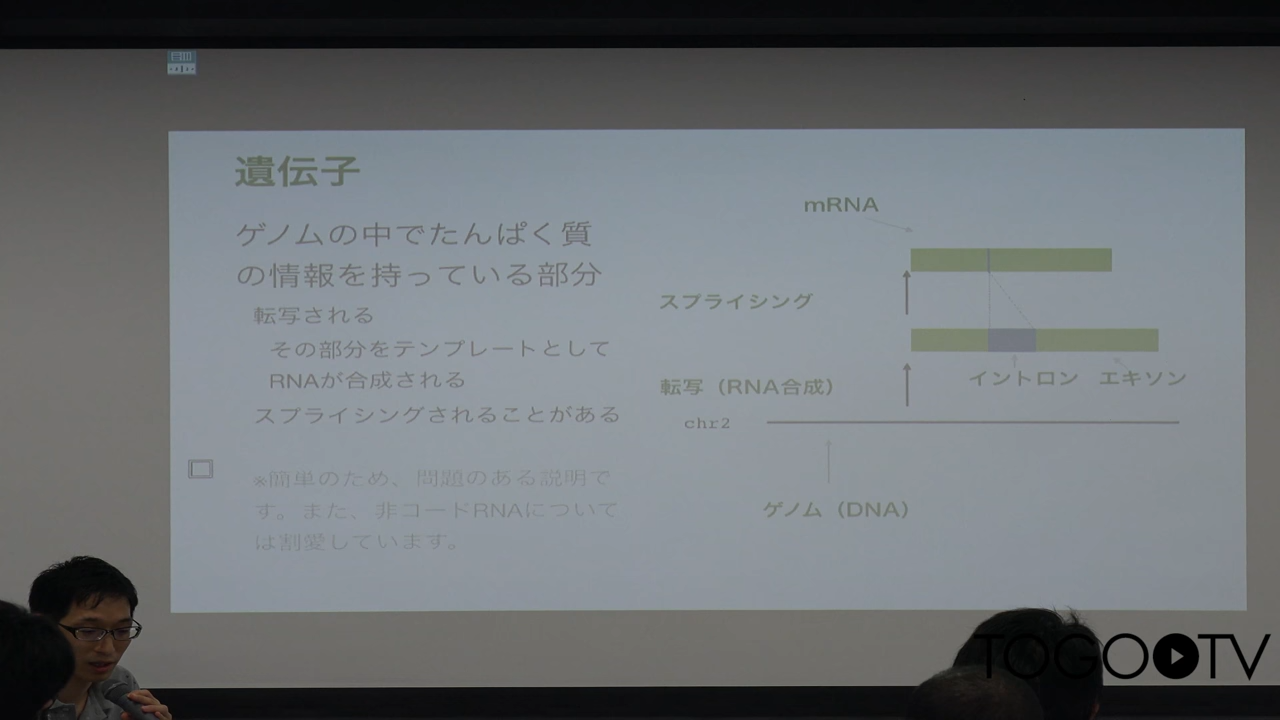 遺伝子
ゲノムの中でたんぱく質
の情報を持っている部分
転写される
その部分をテンプレートとして
RNAが合成される
スプライシングされることがある
※簡単のため、問題のある説明で
す。また、非コードRNAについて
は割愛しています。
mRNA
スプライシング
転写（RNA合成）
イントロン
エキソン
chr2
ゲノム（DNA）
TOGOTV